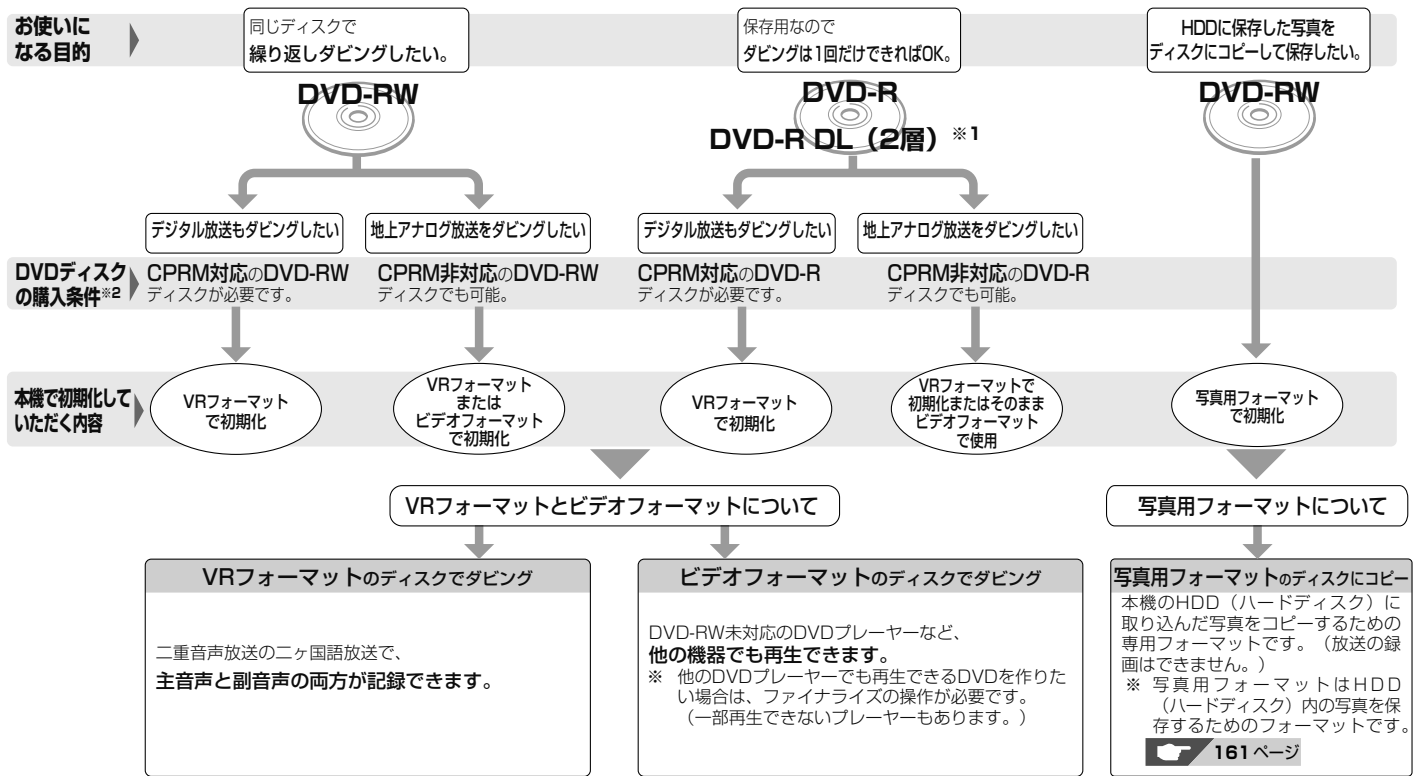 お使いに
なる目的
同じディスクで
繰り返しダビングしたい。
保存用なので
ダビングは1回だけできればOK。
HDDに保存した写真を
ディスクにコピーして保存したい。
DVD-RW
DVD-R
DVD-R DL（2層）※1
DVD-RW
デジタル放送もダビングしたい
地上アナログ放送をダビングしたい
デジタル放送もダビングしたい
地上アナログ放送をダビングしたい
DVDディスク
の購入条件※2
CPRM対応のDVD-RW
ディスクが必要です。
CPRM非対応のDVD-RW
ディスクでも可能。
CPRM対応のDVD-R
ディスクが必要です。
CPRM非対応のDVD-R
ディスクでも可能。
本機で初期化して
いただく内容
VRフォーマット
で初期化
VRフォーマット
または
ビデオフォーマット
で初期化
VRフォーマット
で初期化
VRフォーマットで
初期化またはそのまま
ビデオフォーマット
で使用
写真用フォーマット
で初期化
VRフォーマットとビデオフォーマットについて
写真用フォーマットについて
VRフォーマットのディスクでダビング
二重音声放送の二ヶ国語放送で、
主音声と副音声の両方が記録できます。
ビデオフォーマットのディスクでダビング
DVD-RW未対応のDVDプレーヤーなど、
他の機器でも再生できます。
※ 他のDVDプレーヤーでも再生できるDVDを作りた
い場合は、ファイナライズの操作が必要です。
（一部再生できないプレーヤーもあります。）
写真用フォーマットのディスクにコピー
本機のHDD（ハードディスク）に
取り込んだ写真をコピーするための
専用フォーマットです。（放送の録
画はできません。）
※ 写真用フォーマットはHDD
（ハードディスク）内の写真を保
存するためのフォーマットです。
161 ページ